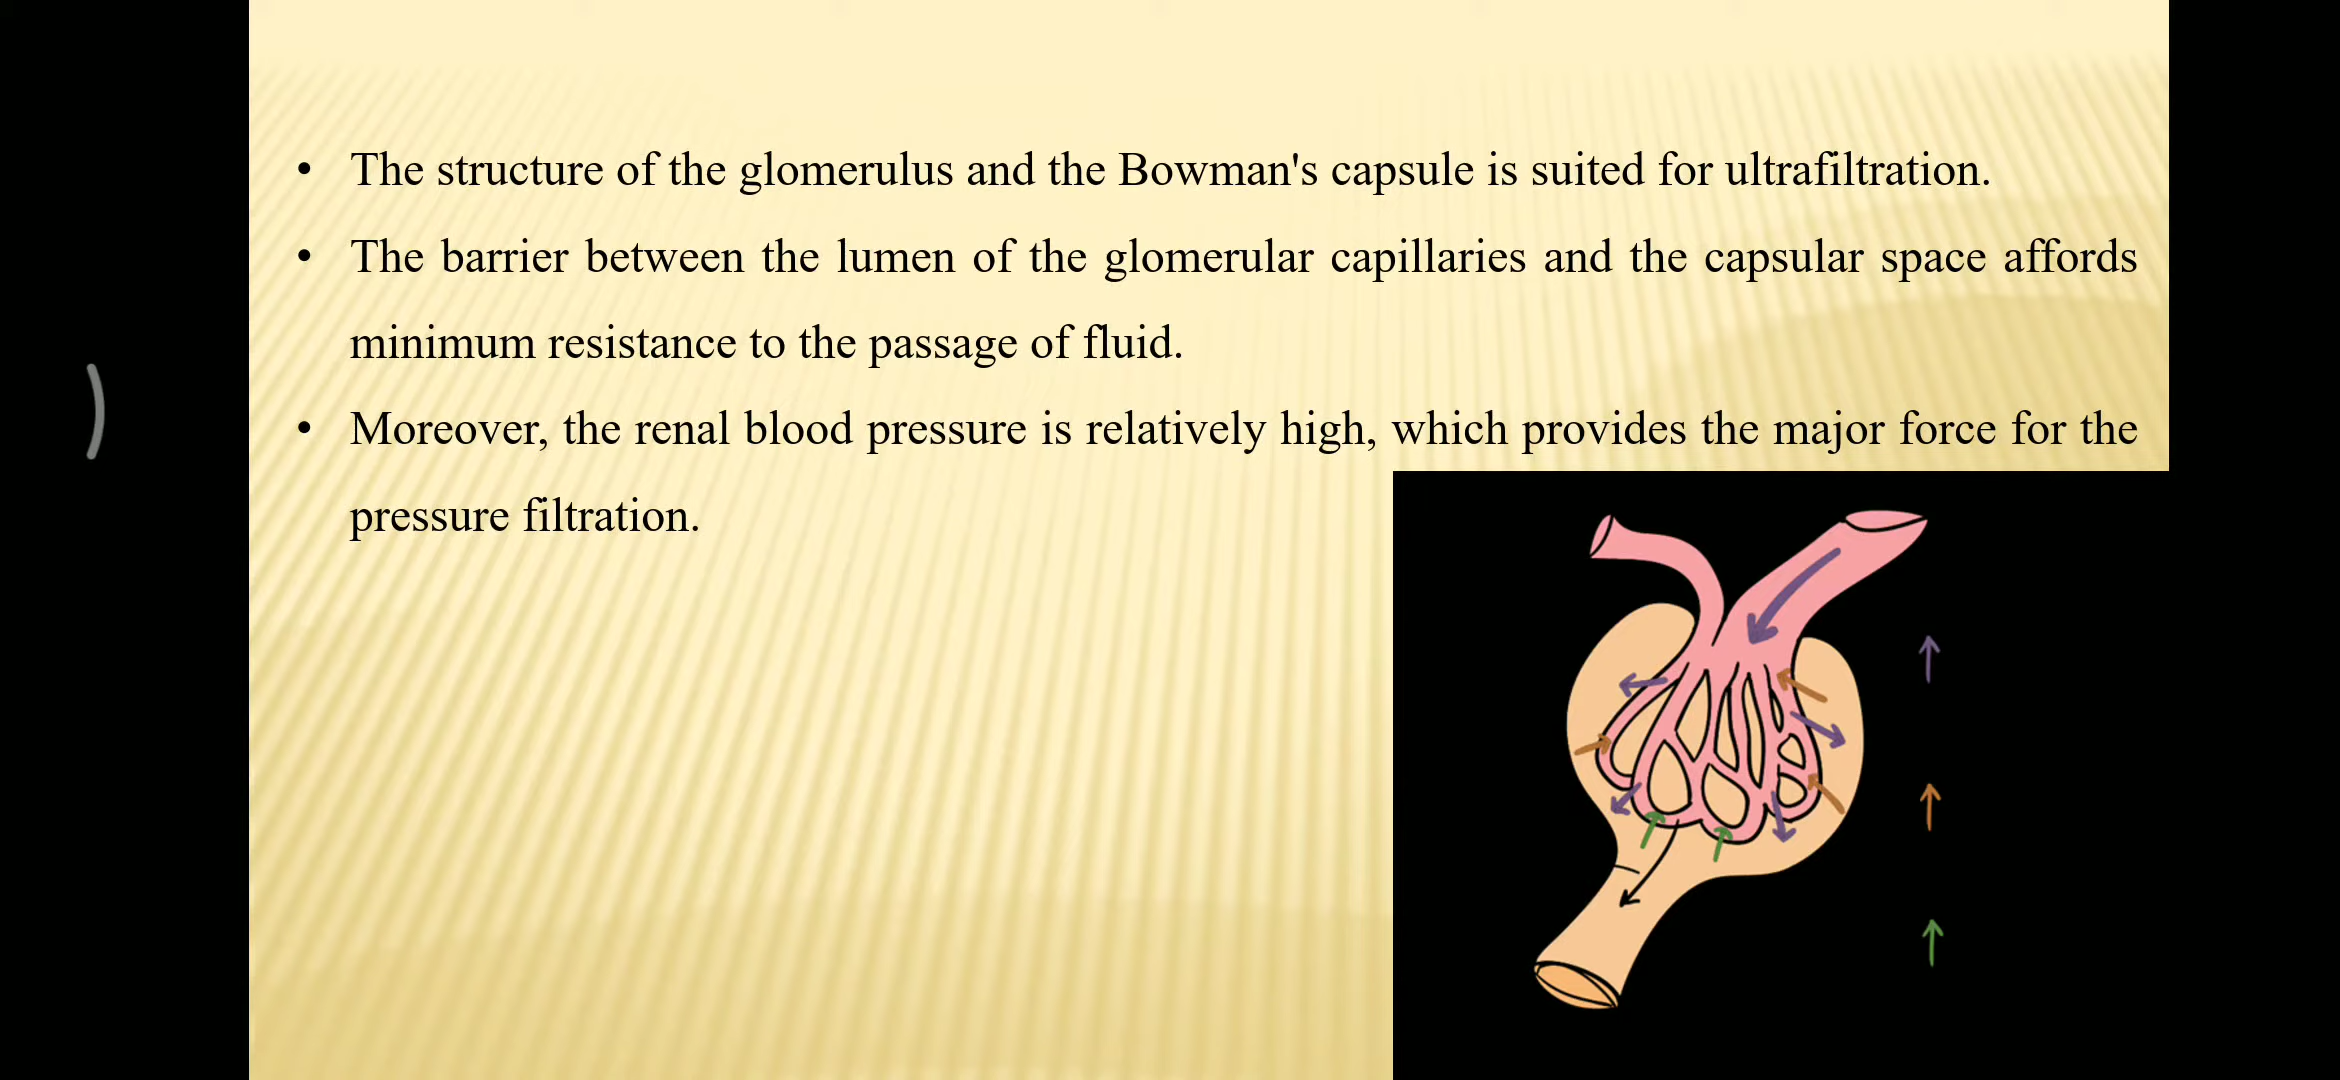 • The structure of the glomerulus and the Bowman's capsule is suited for ultrafiltration.
• The barrier between the lumen of the glomerular capillaries and the capsular space affords
minimum resistance to the passage of fluid.
• Moreover, the renal blood pressure is relatively high, which provides the major force for the
pressure filtration.